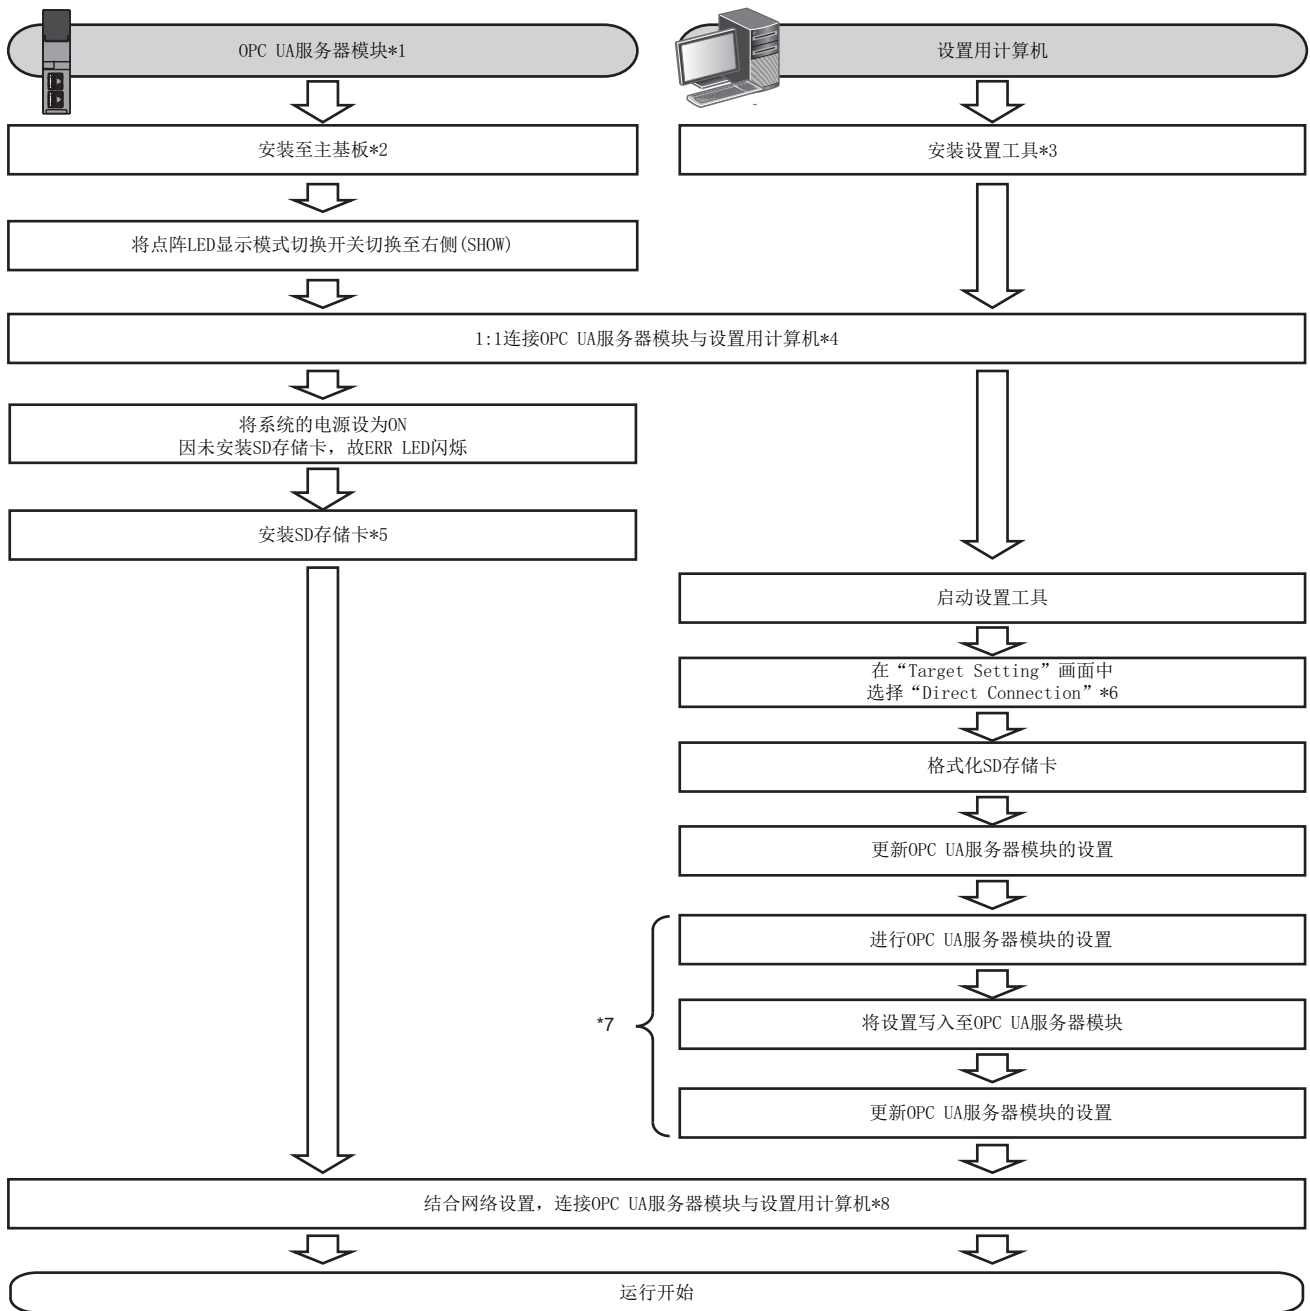 OPC UA服务器模块*1
设置用计算机
安装至主基板*2
安装设置工具*3
将点阵LED显示模式切换开关切换至右侧(SHOW)
1:1连接OPC UA服务器模块与设置用计算机*4
将系统的电源设为ON
因未安装SD存储卡，故ERR LED闪烁
安装SD存储卡*5
启动设置工具
在“Target Setting”画面中
选择“Direct Connection”*6
格式化SD存储卡
更新OPC UA服务器模块的设置
进行OPC UA服务器模块的设置
*7
将设置写入至OPC UA服务器模块
更新OPC UA服务器模块的设置
结合网络设置，连接OPC UA服务器模块与设置用计算机*8
运行开始